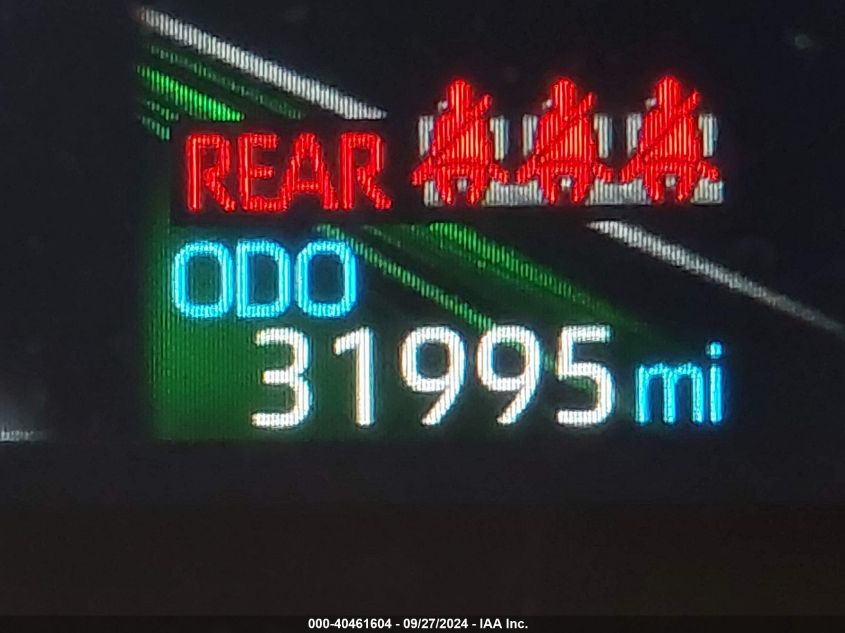 REAR
ODO
31995 mi
000-40461604 - 09/27/2024 - IAA Inc.